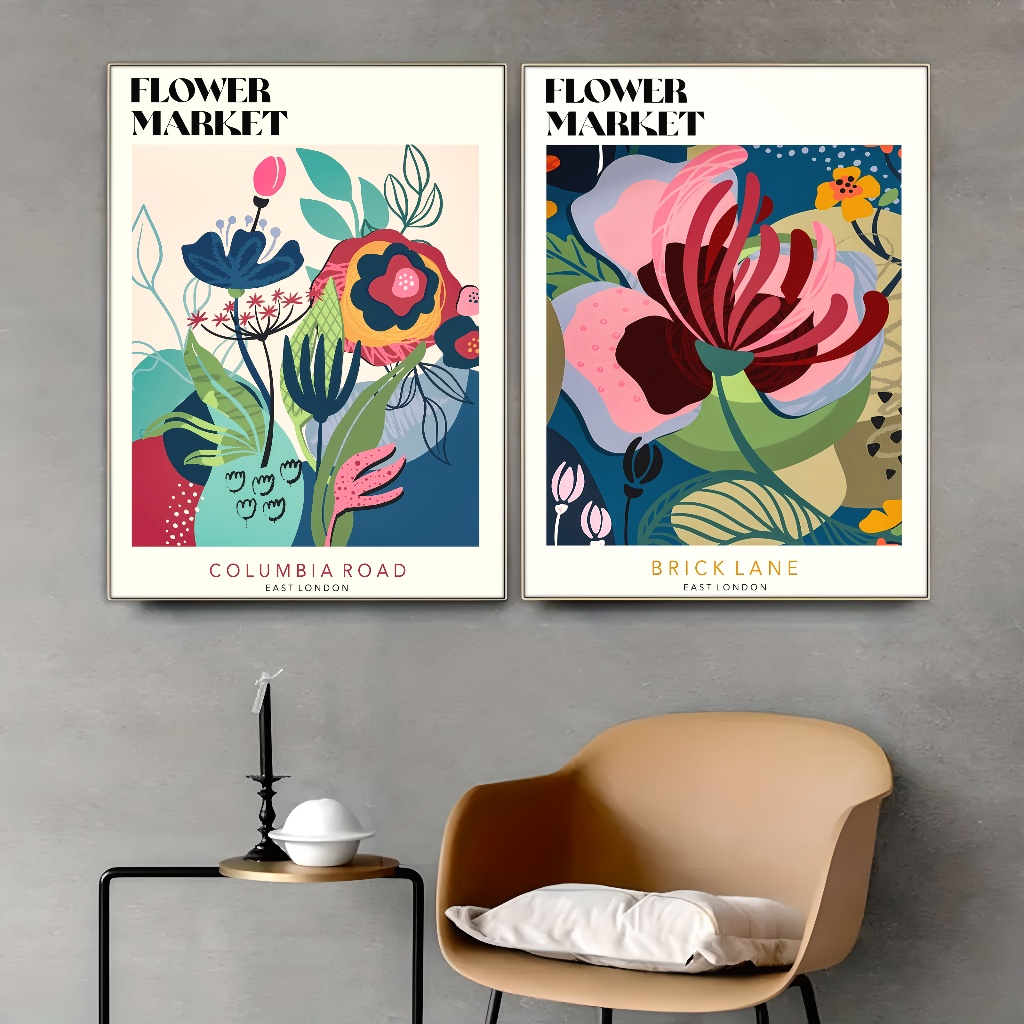 FLOWER
MARKET
COLUMBIA ROAD
EAST LONDON
FLOWER
MARKET
BRICK LANE
EAST LONDON